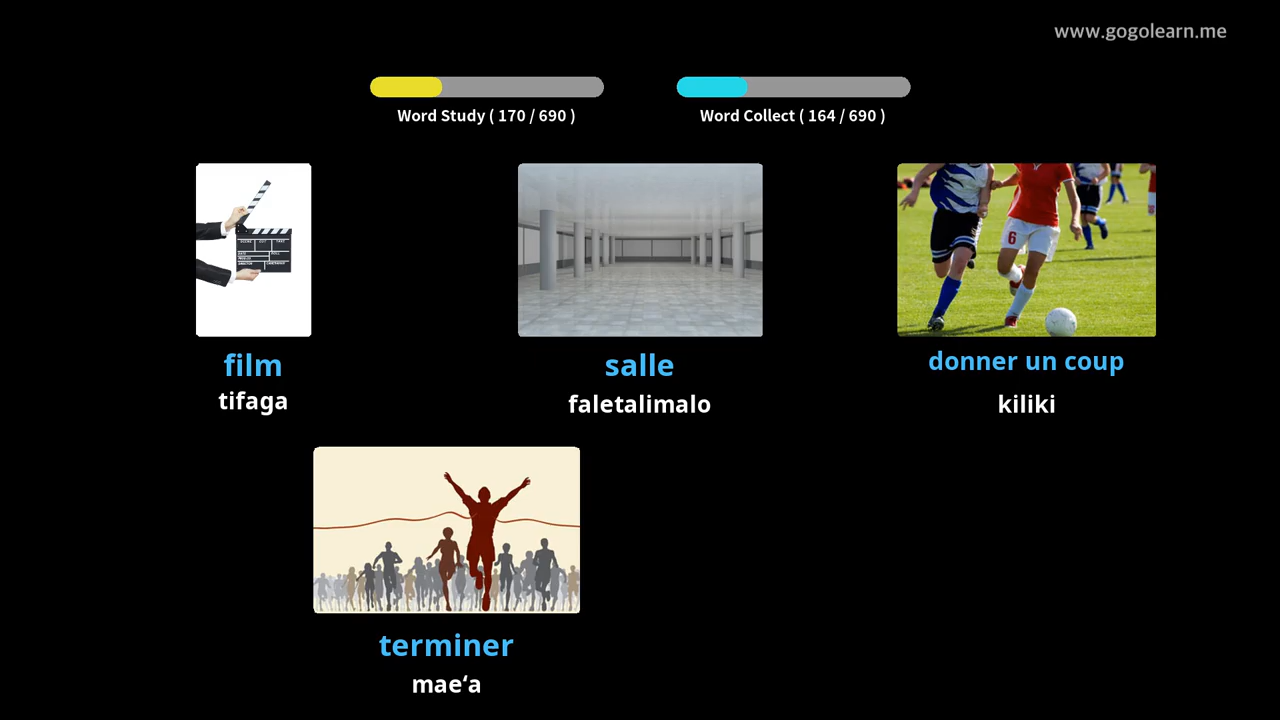 www.gogolearn.me
Word Study ( 170 / 690 )
Word Collect ( 164 / 690 )
film
tifaga
salle
faletalimalo
donner un coup
kiliki
6
terminer
maeʻa